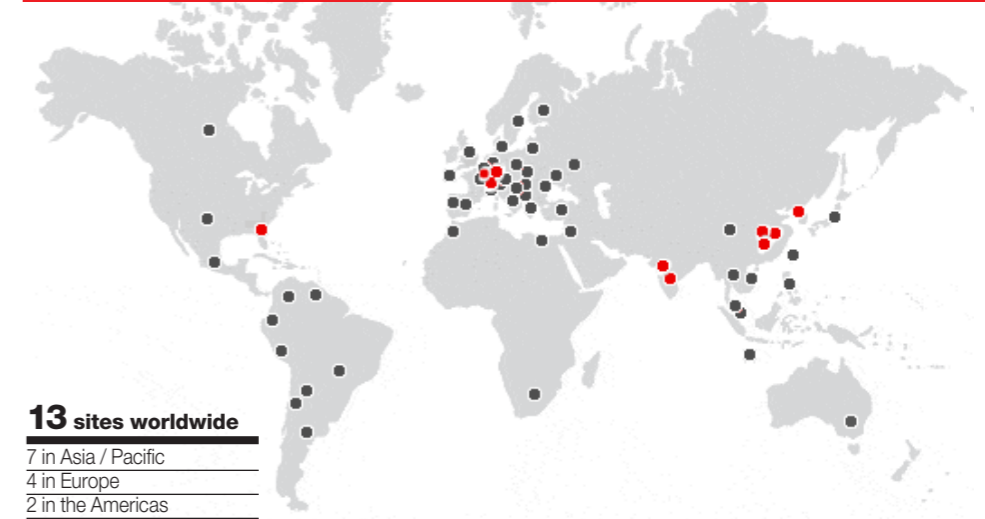 13 sites worldwide
7 in Asia / Pacific
4 in Europe
2 in the Americas